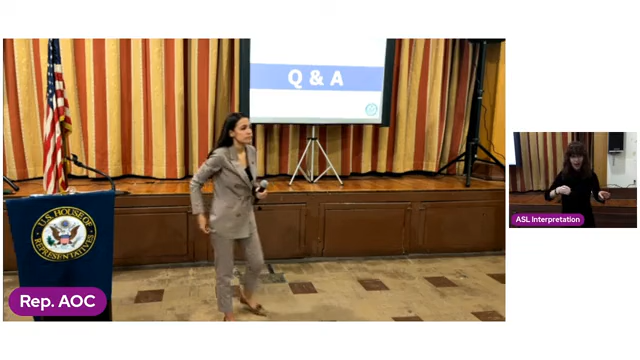 Q & A
U.S. HOUSE OF
REPRESENTATIVES
Rep. AOC
ASL Interpretation